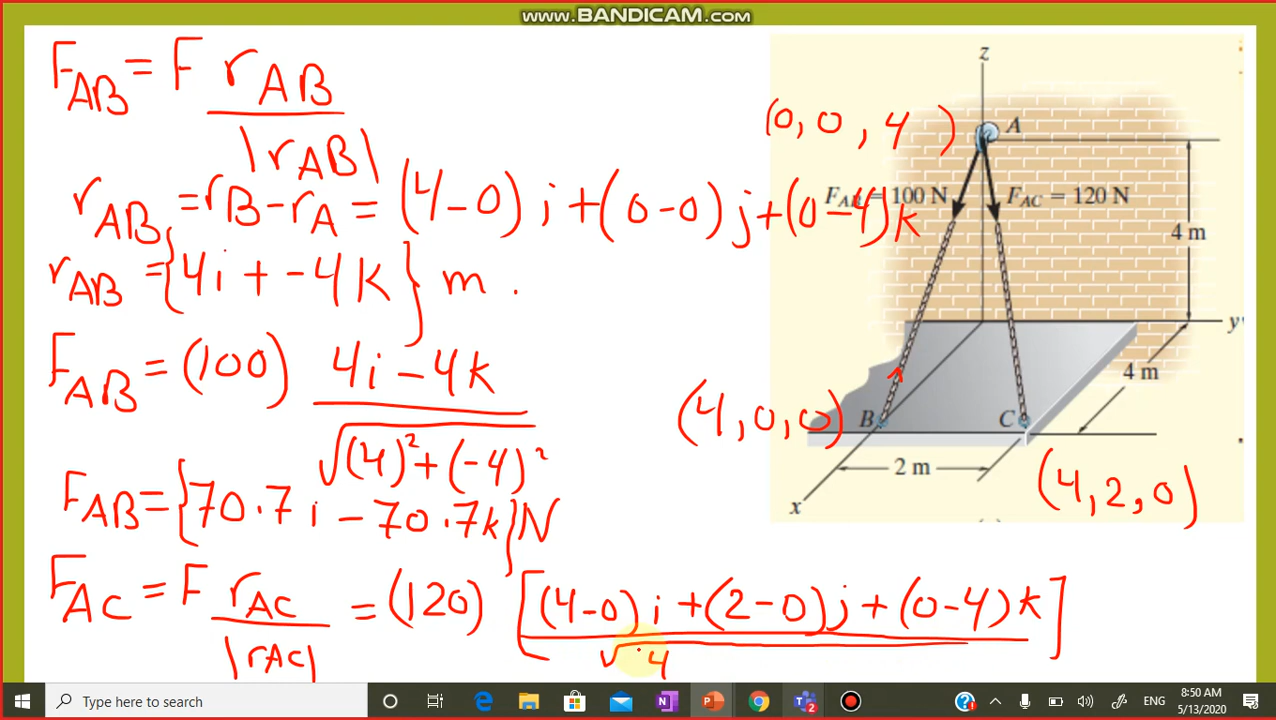 www.BANDICAM.com
F_AB = F r_AB / |r_AB|
r_AB = r_B - r_A = (4-0) i + (0-0) j + (0-4) k
r_AB = {4i + -4k} m .
F_AB = (100) 4i - 4k / √(4)² + (-4)²
F_AB = {70.7 i - 70.7k} N
F_AC = F r_AC / |r_AC| = (120) [(4-0) i + (2-0) j + (0-4) k] / √4
z
(0, 0, 4)
A
F_AB = 100 N
F_AC = 120 N
4 m
y
4 m
(4, 0, 0)
B
C
2 m
(4, 2, 0)
x
Type here to search
ENG
8:50 AM
5/13/2020
2